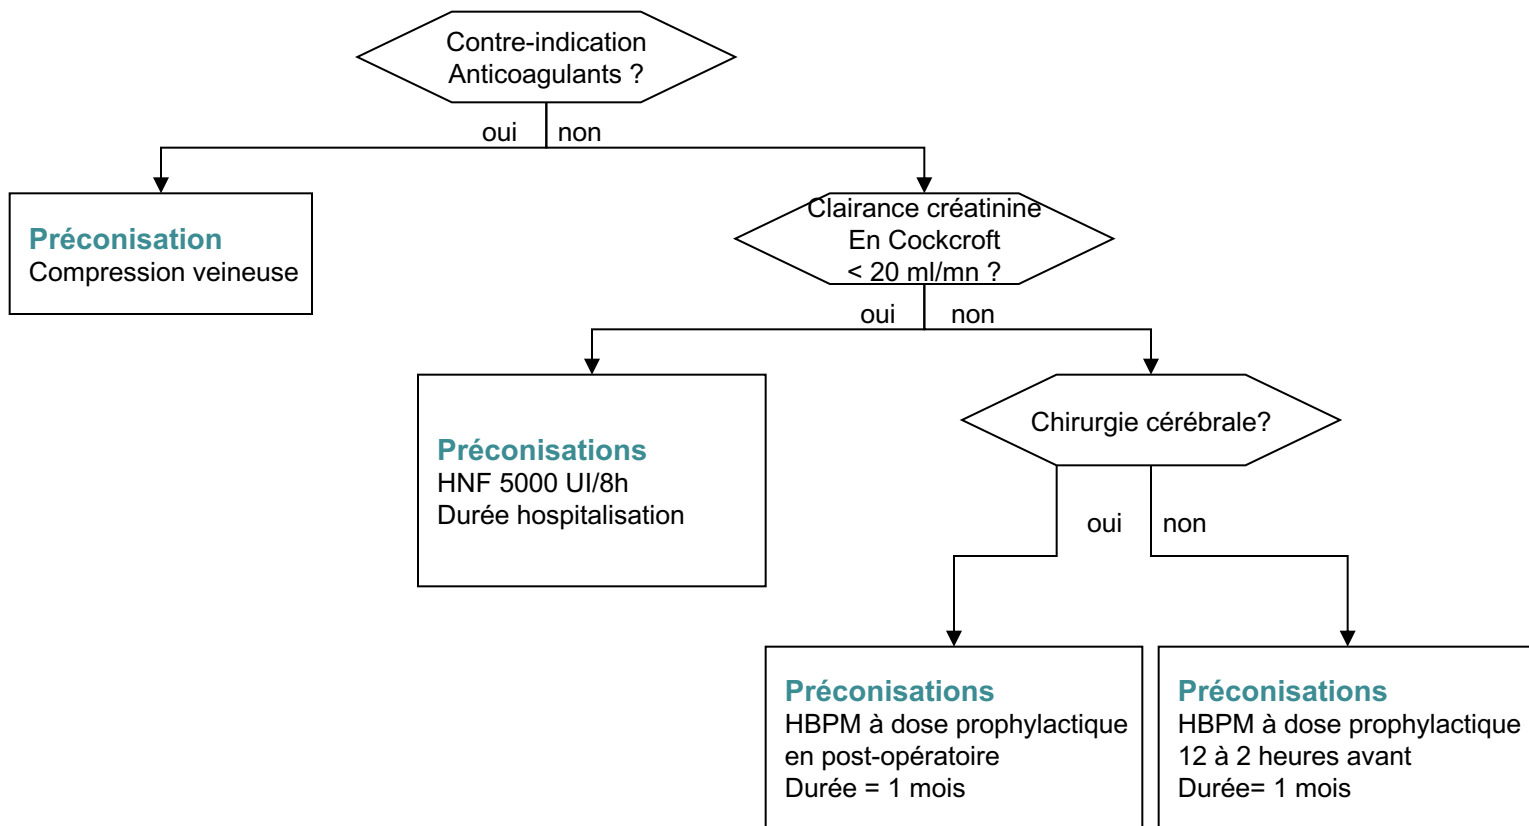 Contre-indication
Anticoagulants ?
oui
non
Préconisation
Compression veineuse
Clairance créatinine
En Cockcroft
< 20 ml/mn ?
oui
non
Préconisations
HNF 5000 UI/8h
Durée hospitalisation
Chirurgie cérébrale?
oui
non
Préconisations
HBPM à dose prophylactique
en post-opératoire
Durée = 1 mois
Préconisations
HBPM à dose prophylactique
12 à 2 heures avant
Durée= 1 mois